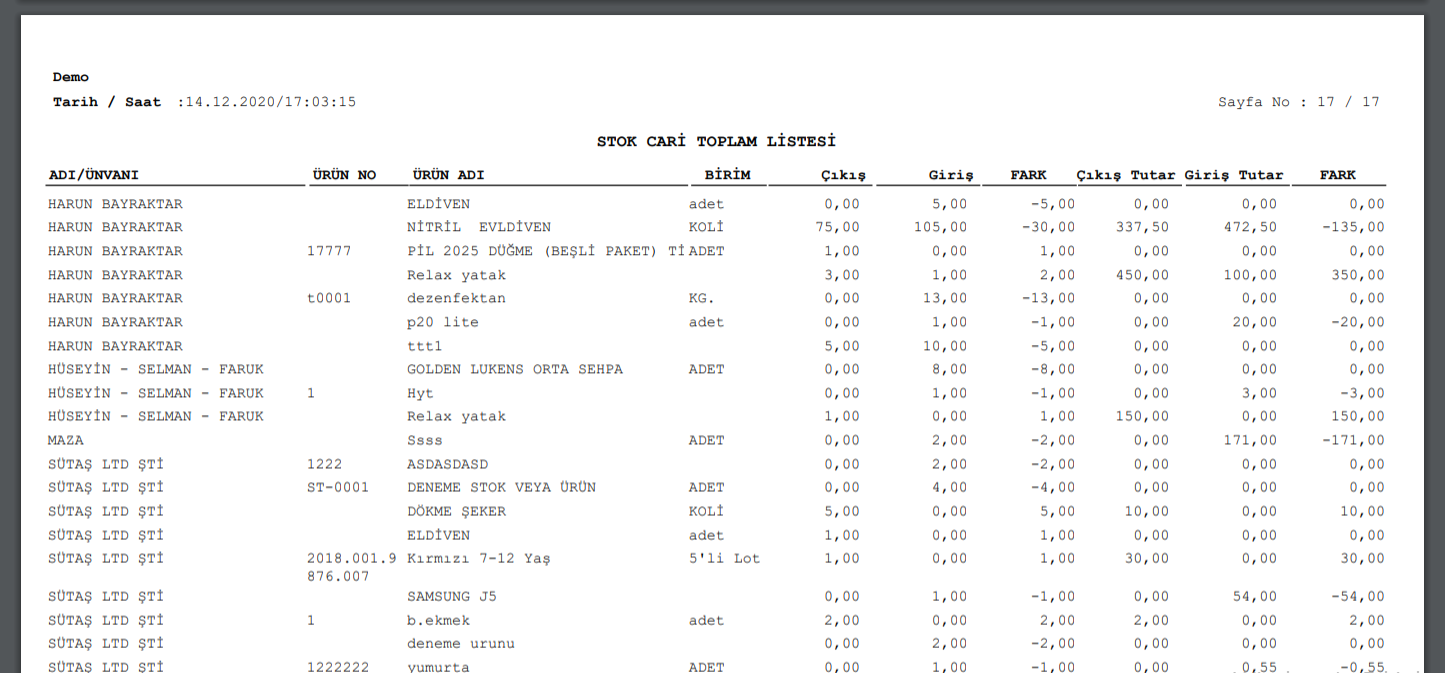 Demo
Tarih / Saat :14.12.2020/17:03:15 Sayfa No : 17 / 17
STOK CARİ TOPLAM LİSTESİ
ADI/ÜNVANI ÜRÜN NO ÜRÜN ADI BİRİM Çıkış Giriş FARK Çıkış Tutar Giriş Tutar FARK
HARUN BAYRAKTAR ELDİVEN adet 0,00 5,00 -5,00 0,00 0,00 0,00
HARUN BAYRAKTAR NİTRİL EVLDİVEN KOLİ 75,00 105,00 -30,00 337,50 472,50 -135,00
HARUN BAYRAKTAR 17777 PİL 2025 DÜĞME (BEŞLİ PAKET) Tİ ADET 1,00 0,00 1,00 0,00 0,00 0,00
HARUN BAYRAKTAR Relax yatak 3,00 1,00 2,00 450,00 100,00 350,00
HARUN BAYRAKTAR t0001 dezenfektan KG. 0,00 13,00 -13,00 0,00 0,00 0,00
HARUN BAYRAKTAR p20 lite adet 0,00 1,00 -1,00 0,00 20,00 -20,00
HARUN BAYRAKTAR ttt1 5,00 10,00 -5,00 0,00 0,00 0,00
HÜSEYİN - SELMAN - FARUK GOLDEN LUKENS ORTA SEHPA ADET 0,00 8,00 -8,00 0,00 0,00 0,00
HÜSEYİN - SELMAN - FARUK 1 Hyt 0,00 1,00 -1,00 0,00 3,00 -3,00
HÜSEYİN - SELMAN - FARUK Relax yatak 1,00 0,00 1,00 150,00 0,00 150,00
MAZA Ssss ADET 0,00 2,00 -2,00 0,00 171,00 -171,00
SÜTAŞ LTD ŞTİ 1222 ASDASDASD 0,00 2,00 -2,00 0,00 0,00 0,00
SÜTAŞ LTD ŞTİ ST-0001 DENEME STOK VEYA ÜRÜN ADET 0,00 4,00 -4,00 0,00 0,00 0,00
SÜTAŞ LTD ŞTİ DÖKME ŞEKER KOLİ 5,00 0,00 5,00 10,00 0,00 10,00
SÜTAŞ LTD ŞTİ ELDİVEN adet 1,00 0,00 1,00 0,00 0,00 0,00
SÜTAŞ LTD ŞTİ 2018.001.9 Kırmızı 7-12 Yaş 5'li Lot 1,00 0,00 1,00 30,00 0,00 30,00
876.007
SÜTAŞ LTD ŞTİ SAMSUNG J5 0,00 1,00 -1,00 0,00 54,00 -54,00
SÜTAŞ LTD ŞTİ 1 b.ekmek adet 2,00 0,00 2,00 2,00 0,00 2,00
SÜTAŞ LTD ŞTİ deneme urunu 0,00 2,00 -2,00 0,00 0,00 0,00
SÜTAŞ LTD ŞTİ 1222222 yumurta ADET 0,00 1,00 -1,00 0,00 0,55 -0,55